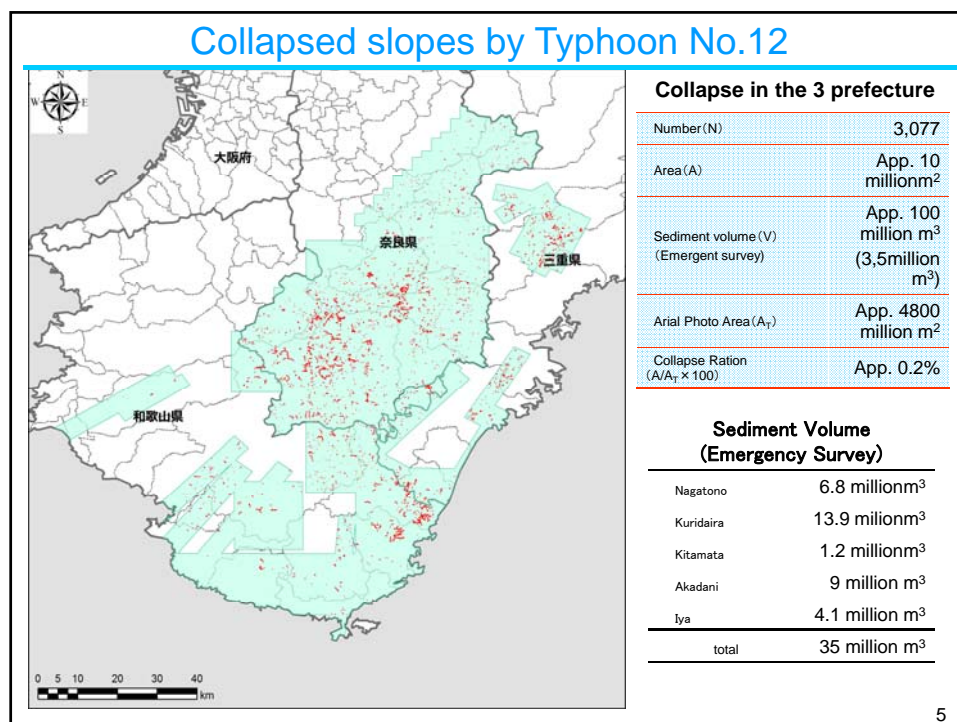 Collapsed slopes by Typhoon No.12
N
W E
S
大阪府
奈良県
三重県
和歌山県
0 5 10 20 30 40
km
Collapse in the 3 prefecture
Number(N) 3,077
Area(A) App. 10
millionm²
Sediment volume(V)
(Emergent survey)
App. 100
million m³
(3,5million
m³)
Arial Photo Area(A_T) App. 4800
million m²
Collapse Ration
(A/A_T×100) App. 0.2%
Sediment Volume
(Emergency Survey)
Nagatono 6.8 millionm³
Kuridaira 13.9 milionm³
Kitamata 1.2 millionm³
Akadani 9 million m³
Iya 4.1 million m³
total 35 million m³
5